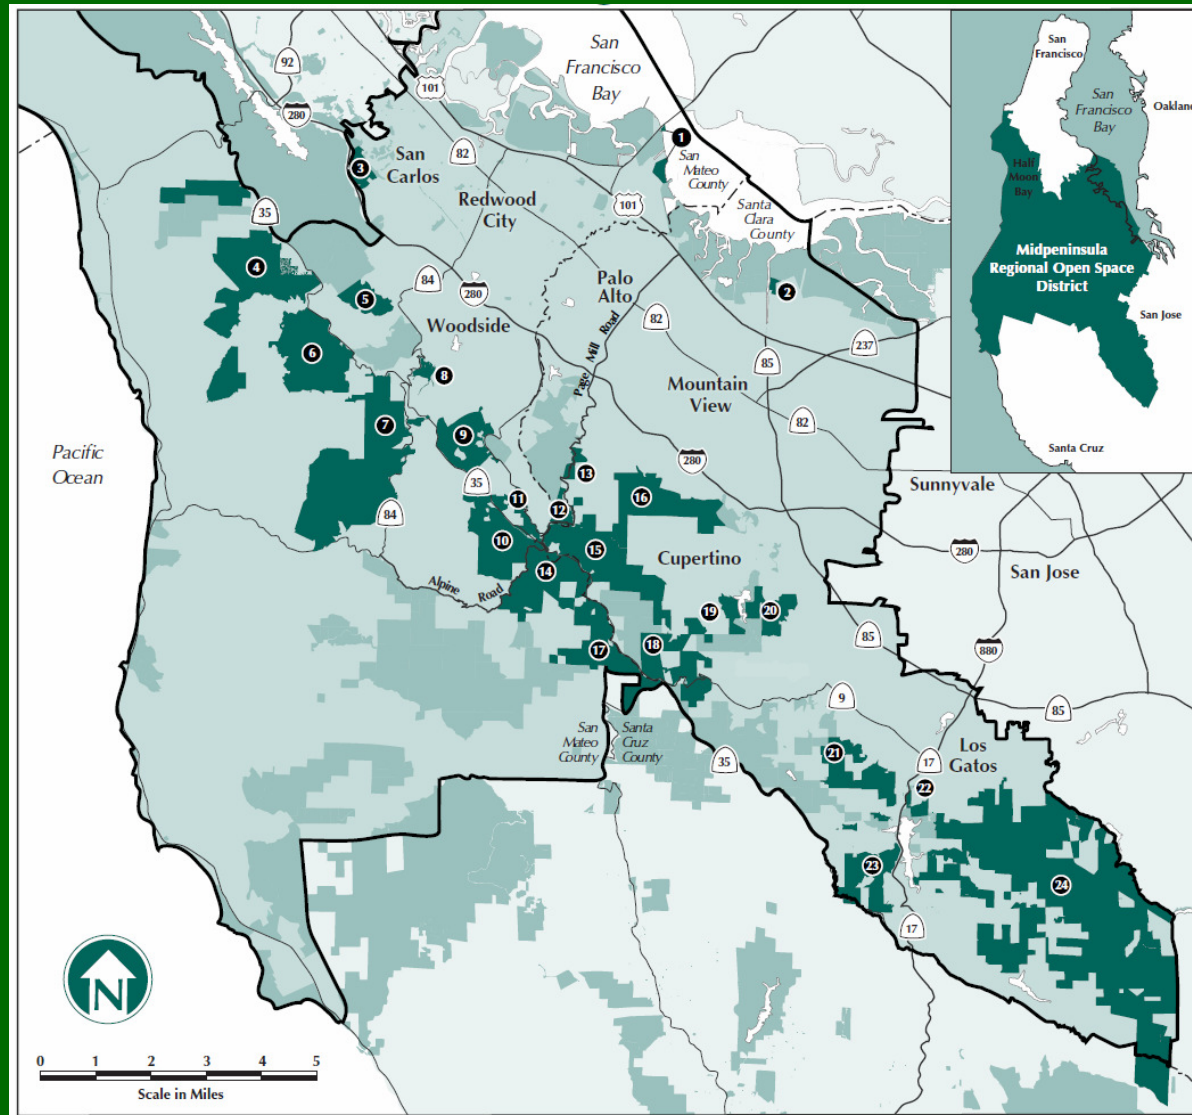 92
280
101
San
Francisco
Bay
82
3
San
Carlos
Redwood
City
101
1
San
Mateo
County
Santa
Clara
County
35
4
5
84
280
Woodside
Palo
Alto
2
82
Page Mill Road
85
237
6
8
Mountain
View
82
7
9
Pacific
Ocean
35
13
280
16
11
12
84
10
15
14
Alpine Road
Cupertino
19
20
17
18
Sunnyvale
280
San Jose
85
880
9
85
San
Mateo
County
Santa
Cruz
County
35
21
Los
Gatos
17
22
23
24
17
N
0 1 2 3 4 5
Scale in Miles
San
Francisco
San
Francisco
Bay
Oakland
Half
Moon
Bay
Midpeninsula
Regional Open Space
District
San Jose
Santa Cruz